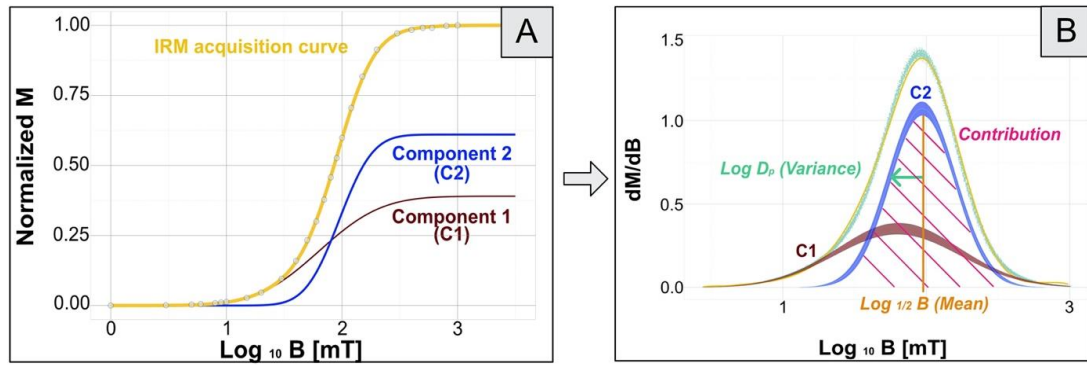 A
1.00
0.75
0.50
0.25
0.00
Normalized M
IRM acquisition curve
Component 2
(C2)
Component 1
(C1)
0
1
2
3
Log 10 B [mT]
B
1.5
1.0
0.5
0.0
dM/dB
C2
Contribution
Log Dp (Variance)
C1
1
3
Log 1/2 B (Mean)
Log 10 B [mT]